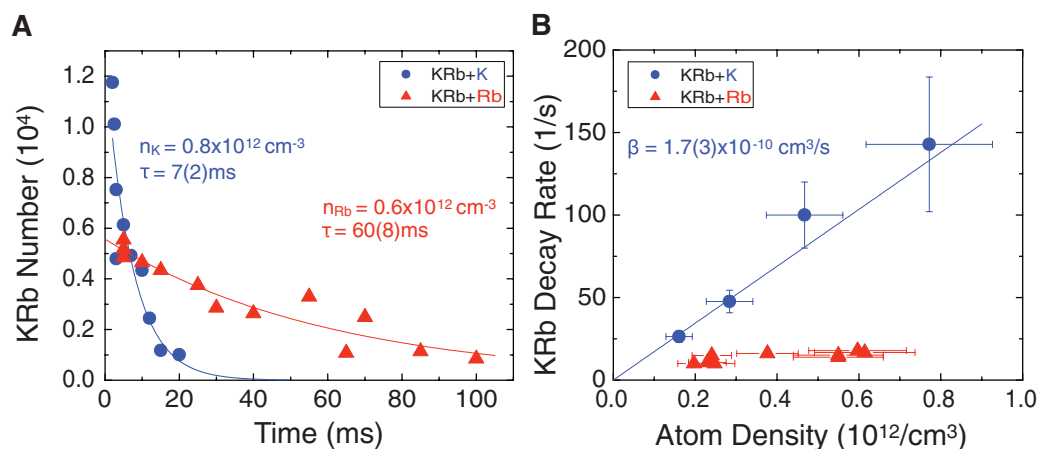 A
KRb Number (10⁴)
1.2
1.0
0.8
0.6
0.4
0.2
0.0
KRb+K
KRb+Rb
n_K = 0.8x10¹² cm⁻³
τ = 7(2)ms
n_Rb = 0.6x10¹² cm⁻³
τ = 60(8)ms
0 20 40 60 80 100
Time (ms)
B
KRb Decay Rate (1/s)
200
150
100
50
0
KRb+K
KRb+Rb
β = 1.7(3)x10⁻¹⁰ cm³/s
0.0 0.2 0.4 0.6 0.8 1.0
Atom Density (10¹²/cm³)